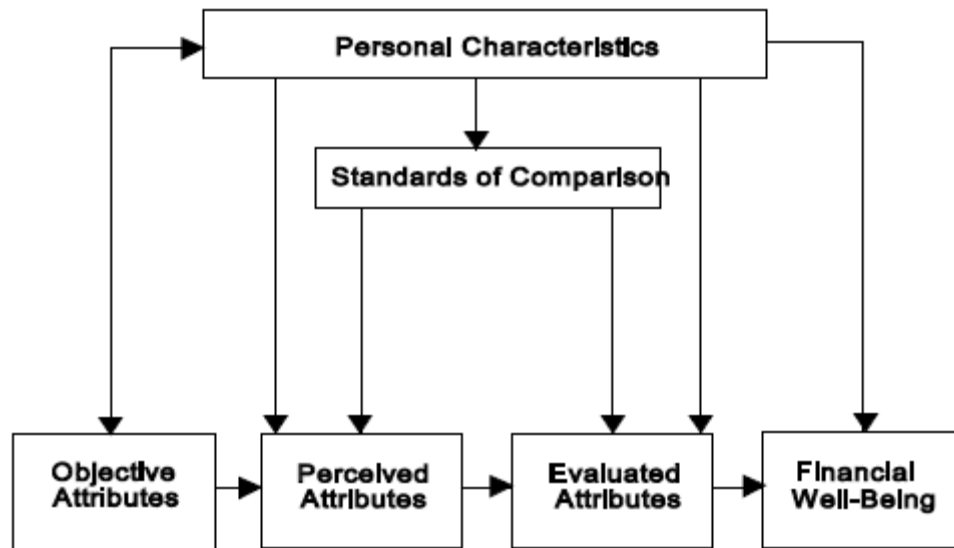 Personal Characteristics
Standards of Comparison
Objective
Attributes
Perceived
Attributes
Evaluated
Attributes
Financial
Well-Being